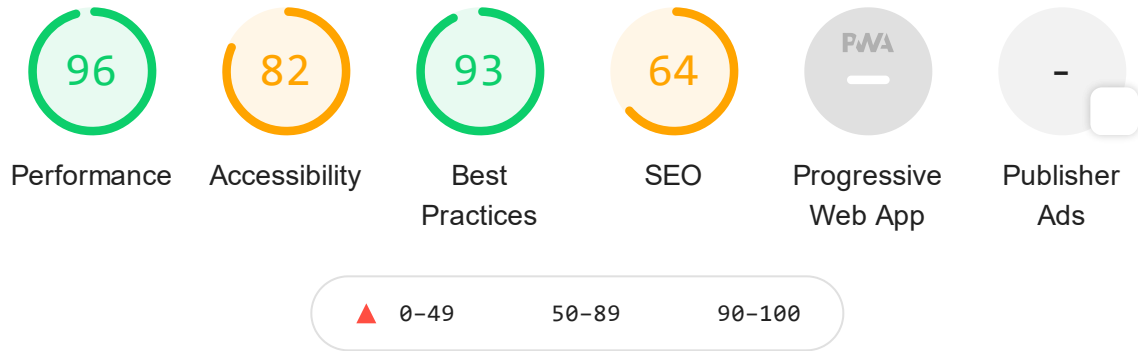 96 82 93 64 PWA -
Performance Accessibility Best Practices SEO Progressive Web App Publisher Ads
0–49 50–89 90–100